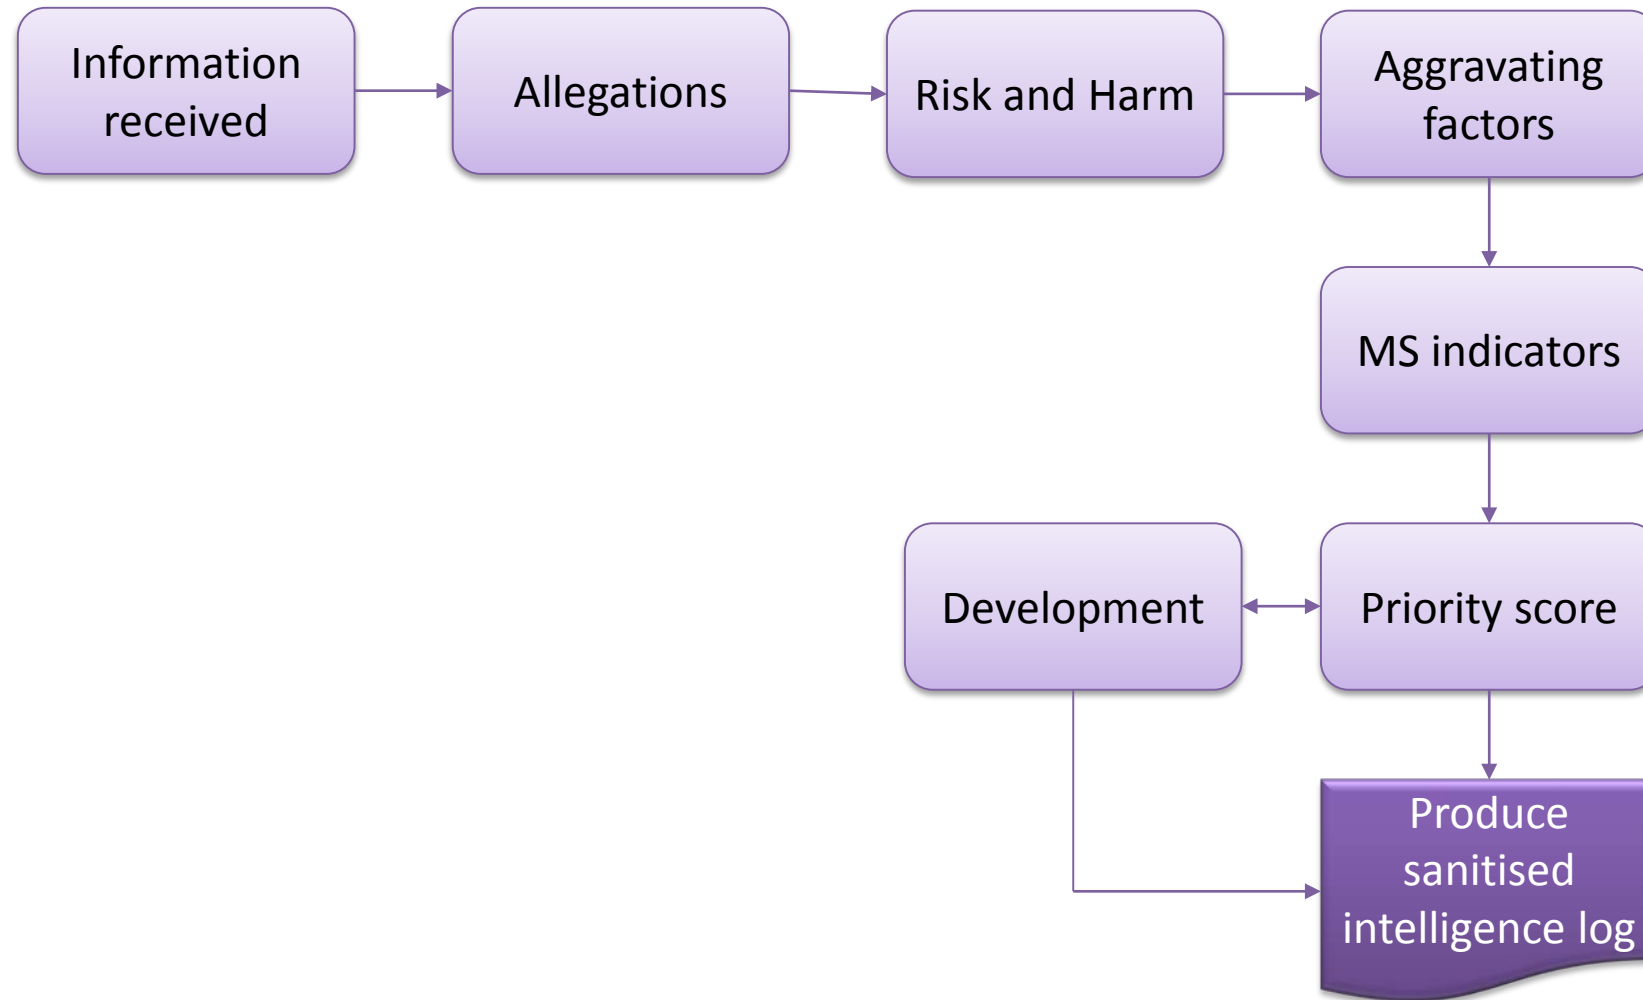 Information
received
Allegations
Risk and Harm
Aggravating
factors
MS indicators
Development
Priority score
Produce
sanitised
intelligence log